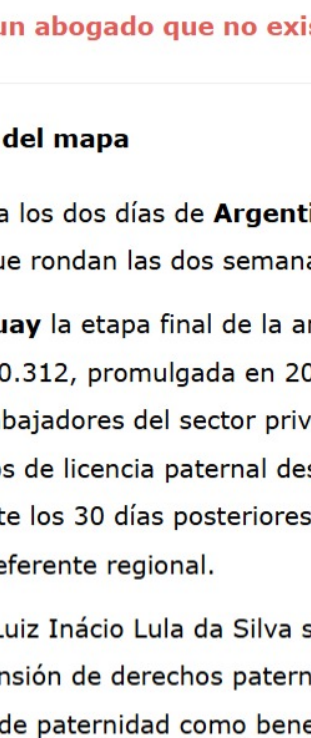 un abogado que no exis
del mapa
a los dos días de Argenti
ue rondan las dos semana
uay la etapa final de la a
0.312, promulgada en 20
bajadores del sector priv
s de licencia paternal des
te los 30 días posteriores
eferente regional.
Luiz Inácio Lula da Silva s
nsión de derechos patern
de paternidad como bene